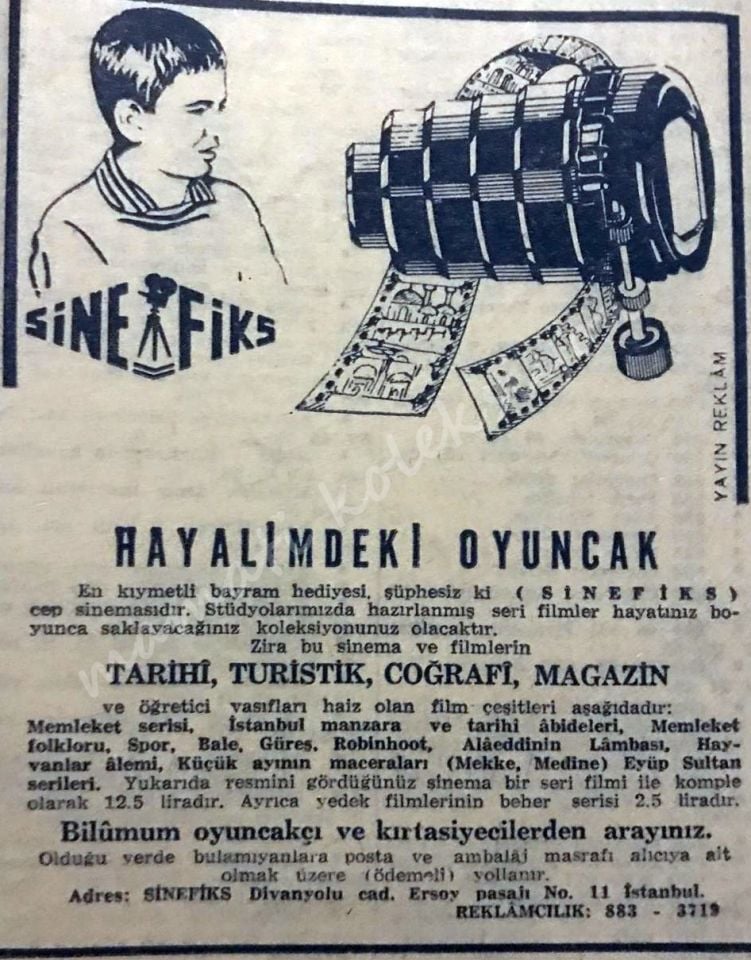 SİNE FİKS
YAYIN REKLÂM
HAYALİMDEKİ OYUNCAK
En kıymetli bayram hediyesi, şüphesiz ki ( S İ N E F İ K S )
cep sinemasıdır. Stüdyolarımızda hazırlanmış seri filmler hayatınız bo-
yunca saklayacağınız koleksiyonunuz olacaktır.
Zira bu sinema ve filmlerin
TARİHÎ, TURİSTİK, COĞRAFÎ, MAGAZİN
ve öğretici vasıfları haiz olan film çeşitleri aşağıdadır:
Memleket serisi, İstanbul manzara ve tarihi âbideleri, Memleket
folkloru, Spor, Bale, Güreş, Robinhoot, Alâeddinin Lâmbası, Hay-
vanlar âlemi, Küçük ayının maceraları (Mekke, Medine) Eyüp Sultan
serileri. Yukarıda resmini gördüğünüz sinema bir seri filmi ile komple
olarak 12.5 liradır. Ayrıca yedek filmlerinin beher serisi 2.5 liradır.
Bilûmum oyuncakçı ve kırtasiyecilerden arayınız.
Olduğu yerde bulamıyanlara posta ve ambalâj masrafı alıcıya ait
olmak üzere (ödemeli) yollanır.
Adres: SİNEFİKS Divanyolu cad. Ersoy pasajı No. 11 İstanbul.
REKLÂMCILIK: 883 - 3719